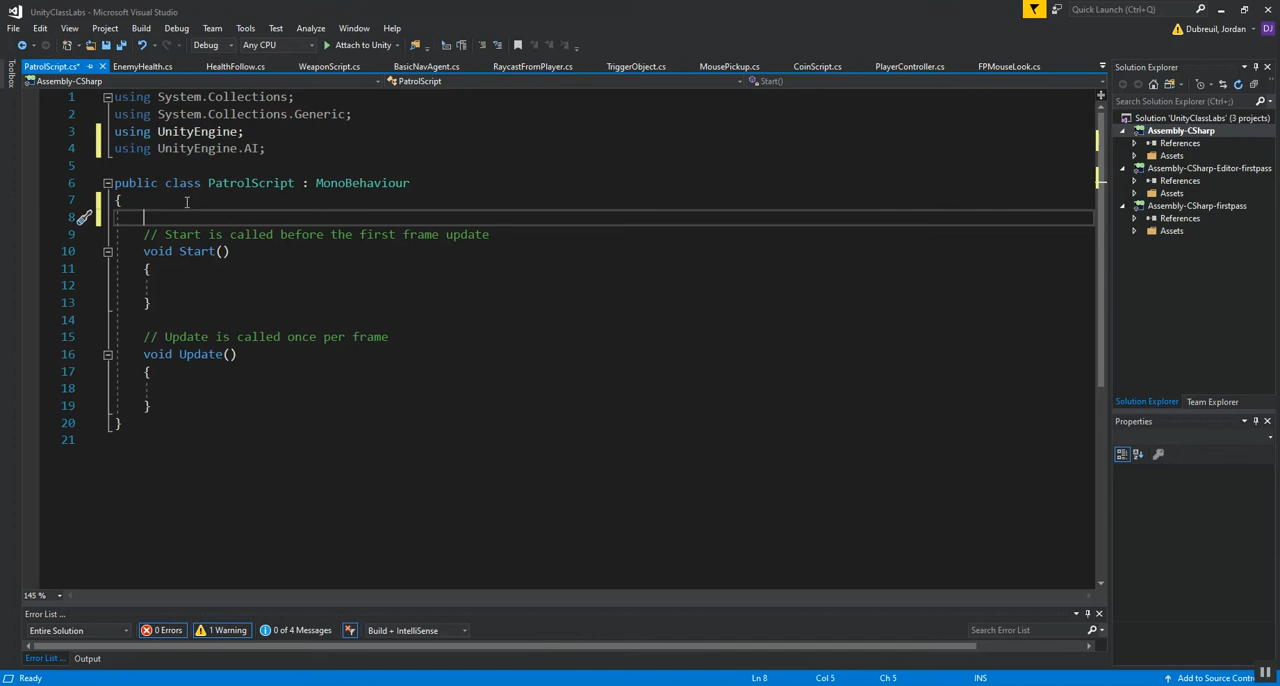 UnityClassLabs - Microsoft Visual Studio
Quick Launch (Ctrl+Q)
File Edit View Project Build Debug Team Tools Test Analyze Window Help
Dubreuil, Jordan DJ
Debug Any CPU Attach to Unity
Toolbox
PatrolScript.cs* EnemyHealth.cs HealthFollow.cs WeaponScript.cs BasicNavAgent.cs RaycastFromPlayer.cs TriggerObject.cs MousePickup.cs CoinScript.cs PlayerController.cs FPMouseLook.cs
Assembly-CSharp PatrolScript Start()
1 using System.Collections;
2 using System.Collections.Generic;
3 using UnityEngine;
4 using UnityEngine.AI;
5
6 public class PatrolScript : MonoBehaviour
7 {
8
9 // Start is called before the first frame update
10 void Start()
11 {
12
13 }
14
15 // Update is called once per frame
16 void Update()
17 {
18
19 }
20 }
21
145 %
Solution Explorer
Search Solution Explorer (Ctrl+;)
Solution 'UnityClassLabs' (3 projects)
Assembly-CSharp
References
Assets
Assembly-CSharp-Editor-firstpass
References
Assets
Assembly-CSharp-firstpass
References
Assets
Solution Explorer Team Explorer
Properties
Error List ...
Entire Solution 0 Errors 1 Warning 0 of 4 Messages Build + IntelliSense Search Error List
Error List ... Output
Ready Ln 8 Col 5 Ch 5 INS Add to Source Contr